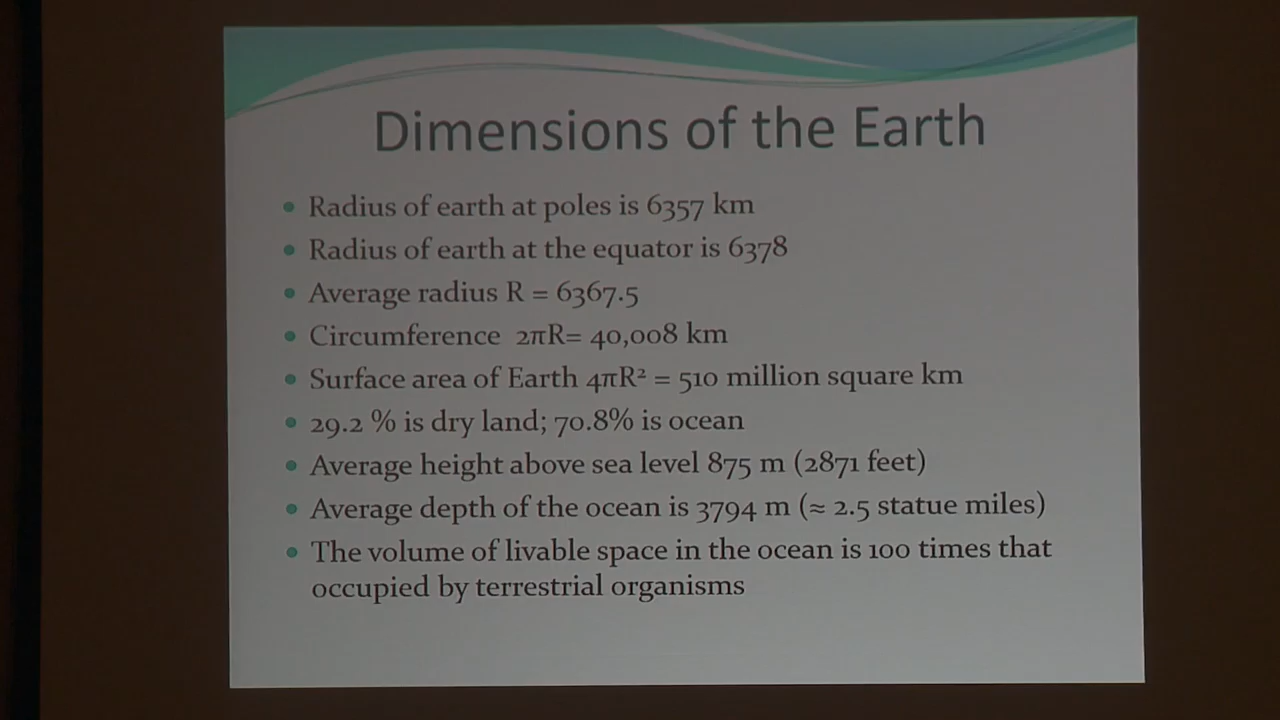 Dimensions of the Earth
• Radius of earth at poles is 6357 km
• Radius of earth at the equator is 6378
• Average radius R = 6367.5
• Circumference 2πR= 40,008 km
• Surface area of Earth 4πR² = 510 million square km
• 29.2 % is dry land; 70.8% is ocean
• Average height above sea level 875 m (2871 feet)
• Average depth of the ocean is 3794 m (≈ 2.5 statue miles)
• The volume of livable space in the ocean is 100 times that
occupied by terrestrial organisms